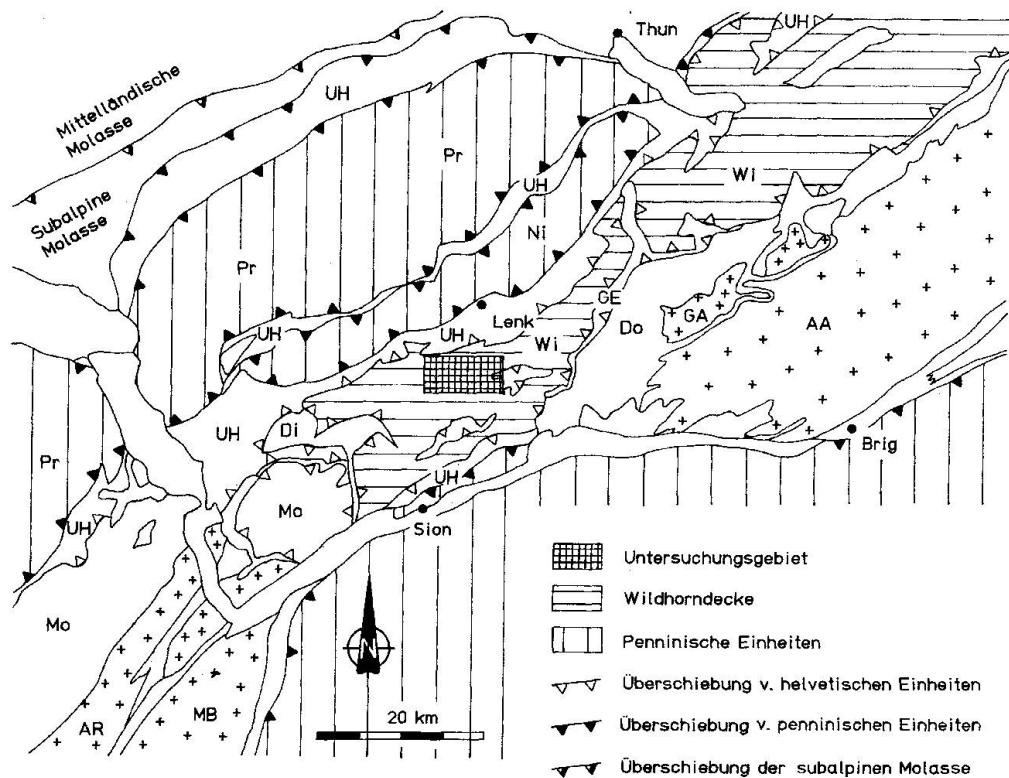 Thun
UH
Mittelländische
Molasse
UH
Pr
Wi
Subalpine
Molasse
UH
Ni
Pr
GE
Do
GA
AA
UH
UH
Lenk
Wi
UH
Di
Pr
Brig
UH
UH
Mo
Sion
Mo
N
AR
MB
20 km
Untersuchungsgebiet
Wildhorndecke
Penninische Einheiten
Überschiebung v. helvetischen Einheiten
Überschiebung v. penninischen Einheiten
Überschiebung der subalpinen Molasse